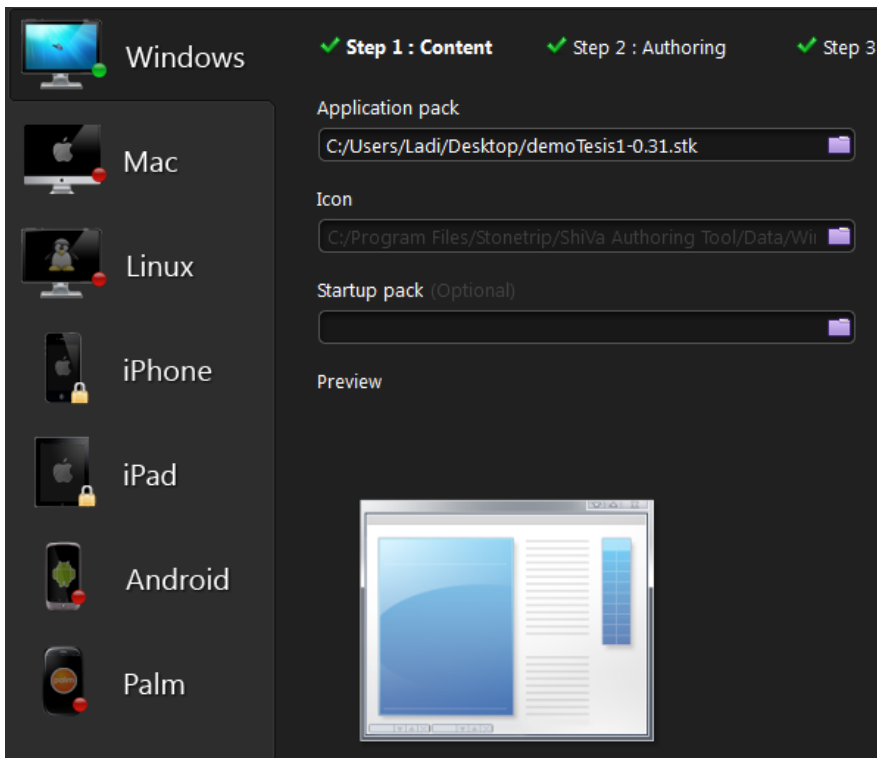 Windows
Mac
Linux
iPhone
iPad
Android
Palm
Step 1 : Content
Step 2 : Authoring
Step 3
Application pack
C:/Users/Ladi/Desktop/demoTesis1-0.31.stk
Icon
C:/Program Files/Stonetrip/ShiVa Authoring Tool/Data/Wi
Startup pack (Optional)
Preview
palm